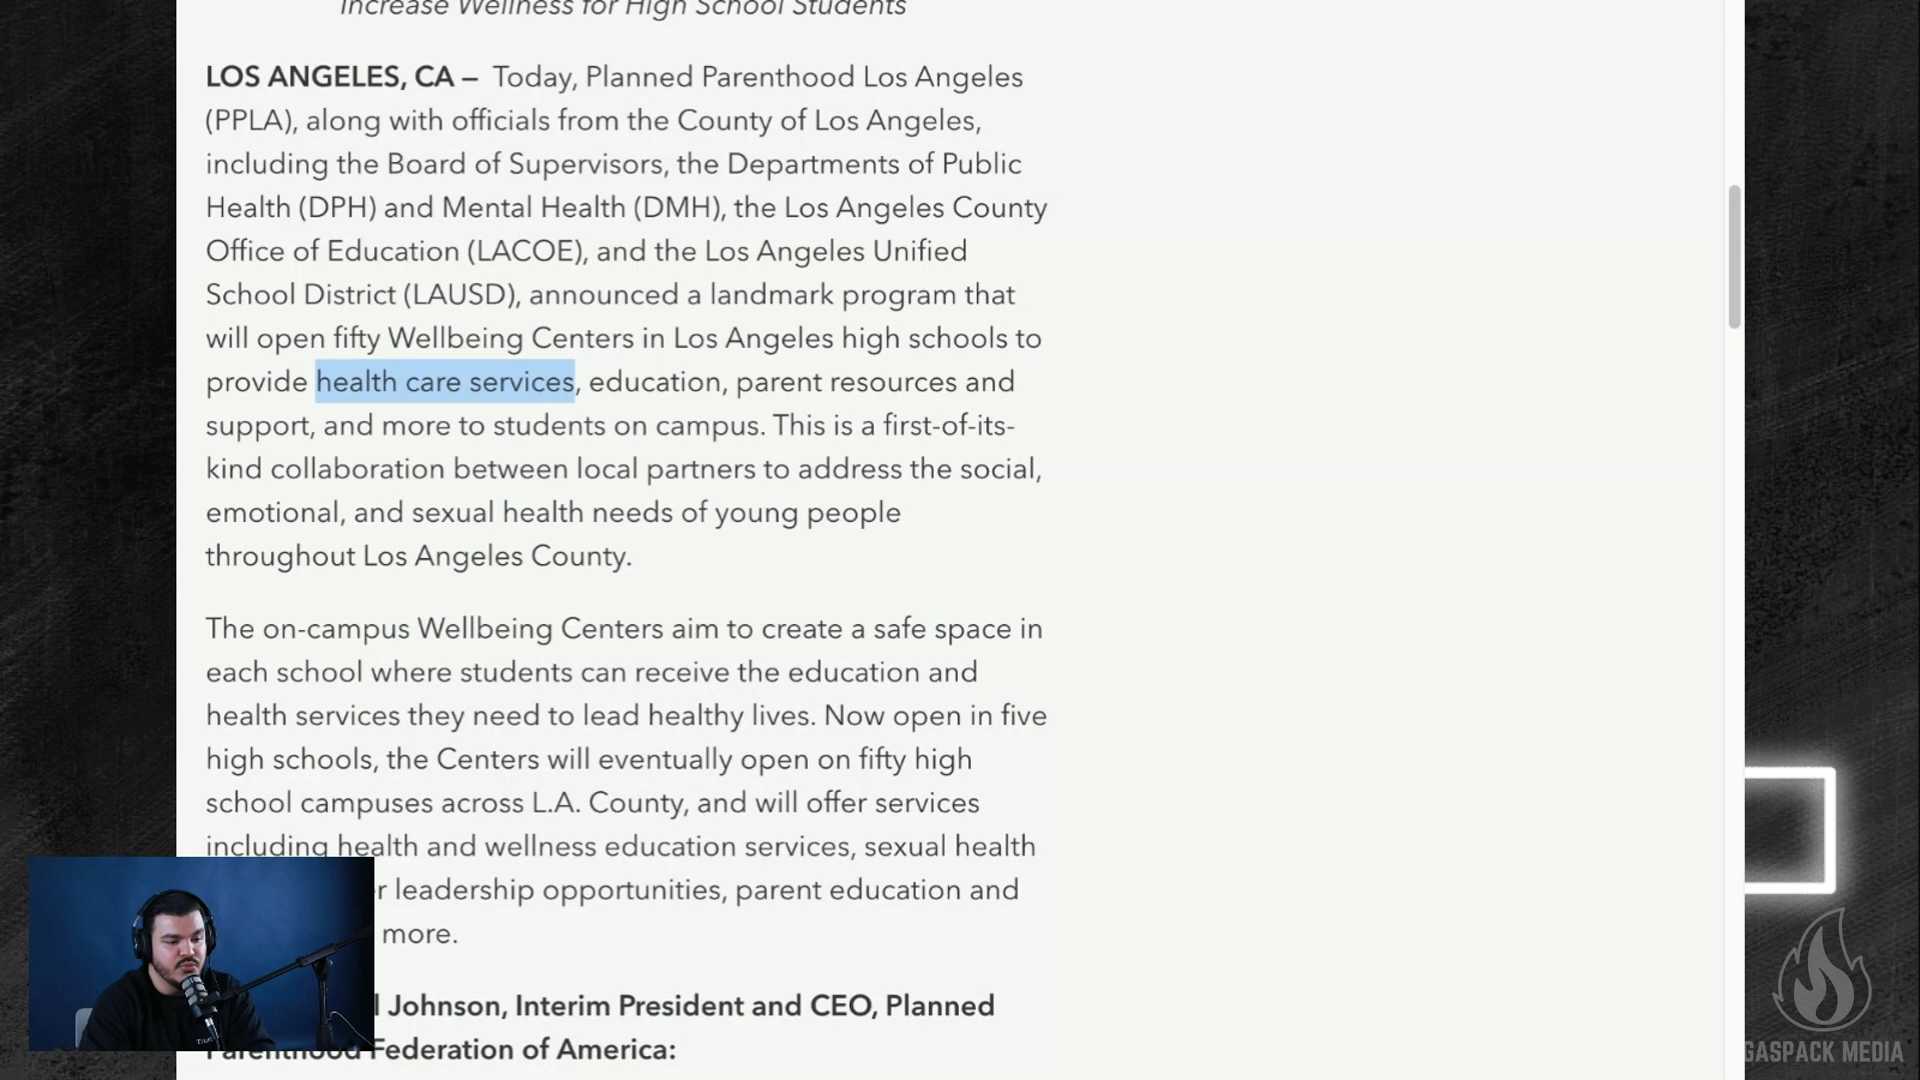 Increase Wellness for High School Students
LOS ANGELES, CA – Today, Planned Parenthood Los Angeles
(PPLA), along with officials from the County of Los Angeles,
including the Board of Supervisors, the Departments of Public
Health (DPH) and Mental Health (DMH), the Los Angeles County
Office of Education (LACOE), and the Los Angeles Unified
School District (LAUSD), announced a landmark program that
will open fifty Wellbeing Centers in Los Angeles high schools to
provide health care services, education, parent resources and
support, and more to students on campus. This is a first-of-its-
kind collaboration between local partners to address the social,
emotional, and sexual health needs of young people
throughout Los Angeles County.
The on-campus Wellbeing Centers aim to create a safe space in
each school where students can receive the education and
health services they need to lead healthy lives. Now open in five
high schools, the Centers will eventually open on fifty high
school campuses across L.A. County, and will offer services
including health and wellness education services, sexual health
r leadership opportunities, parent education and
more.
l Johnson, Interim President and CEO, Planned
Parenthood Federation of America:
GASPACK MEDIA